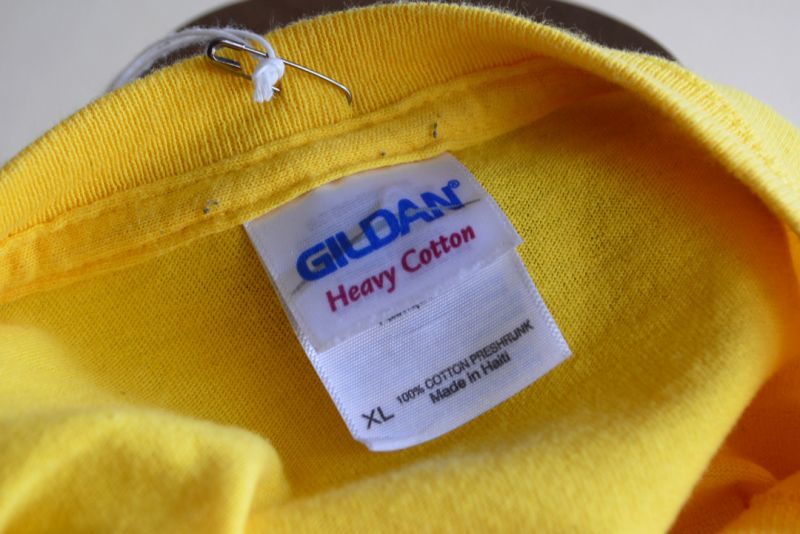 GILDAN®
Heavy Cotton
XL 100% COTTON PRESHRUNK
Made in Haiti